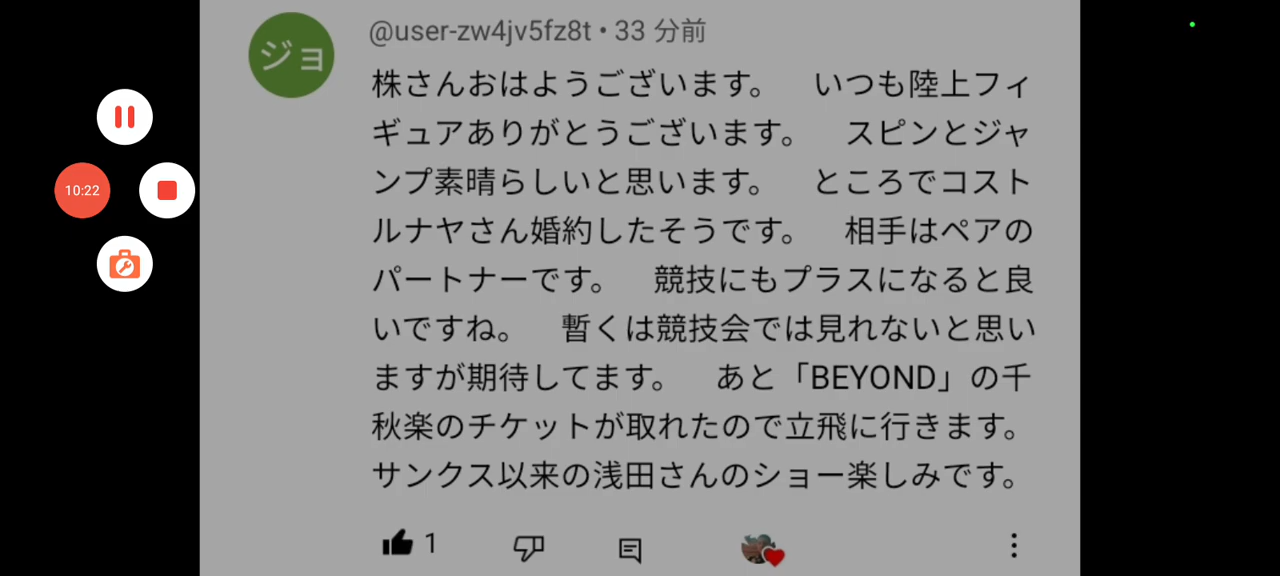 ジョ
@user-zw4jv5fz8t • 33 分前
株さんおはようございます。　いつも陸上フィ
ギュアありがとうございます。　スピンとジャ
ンプ素晴らしいと思います。　ところでコスト
ルナヤさん婚約したそうです。　相手はペアの
パートナーです。　競技にもプラスになると良
いですね。　暫くは競技会では見れないと思い
ますが期待してます。　あと「BEYOND」の千
秋楽のチケットが取れたので立飛に行きます。
サンクス以来の浅田さんのショー楽しみです。
1
10:22